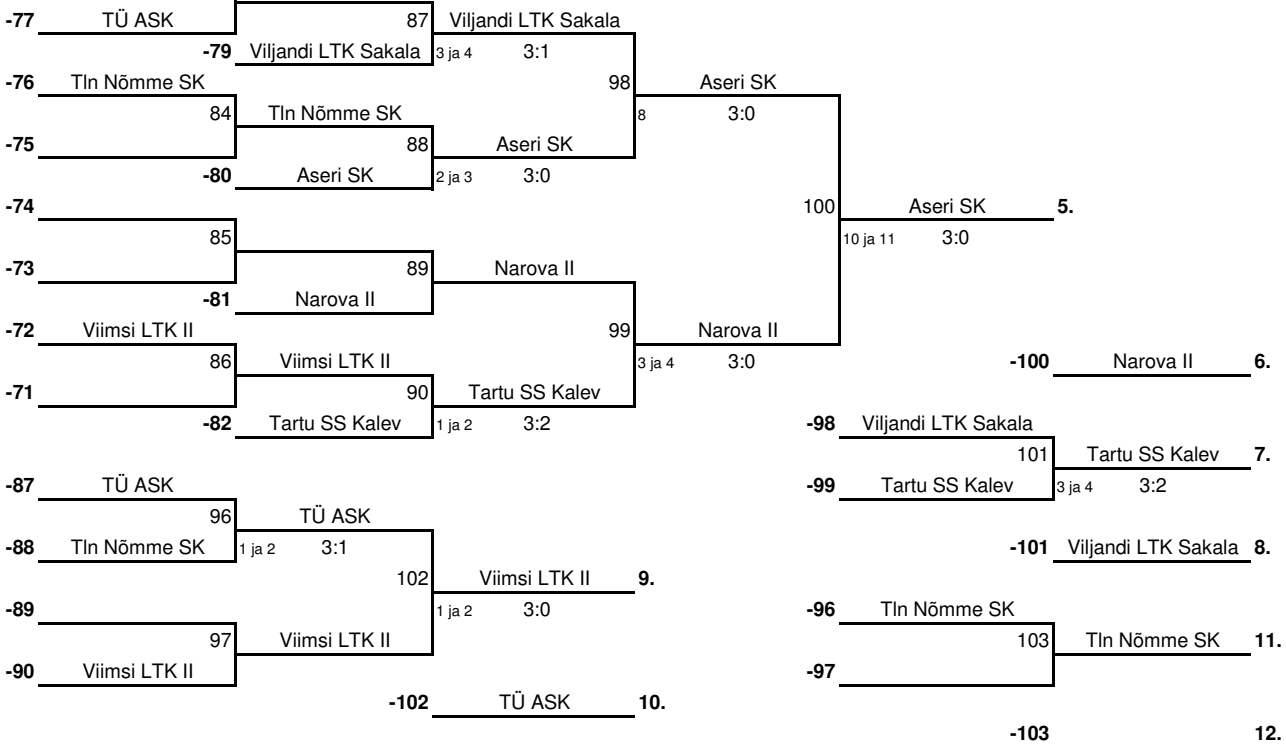 -77 TÜ ASK 87 Viljandi LTK Sakala
-79 Viljandi LTK Sakala 3 ja 4 3:1
-76 Tln Nõmme SK 98 Aseri SK
84 Tln Nõmme SK 8 3:0
-75 88 Aseri SK
-80 Aseri SK 2 ja 3 3:0
-74 100 Aseri SK 5.
85 10 ja 11 3:0
-73 89 Narova II
-81 Narova II
-72 Viimsi LTK II 99 Narova II
86 Viimsi LTK II 3 ja 4 3:0 -100 Narova II 6.
-71 90 Tartu SS Kalev
-82 Tartu SS Kalev 1 ja 2 3:2 -98 Viljandi LTK Sakala
101 Tartu SS Kalev 7.
-87 TÜ ASK -99 Tartu SS Kalev 3 ja 4 3:2
96 TÜ ASK
-88 Tln Nõmme SK 1 ja 2 3:1 -101 Viljandi LTK Sakala 8.
102 Viimsi LTK II 9.
-89 1 ja 2 3:0 -96 Tln Nõmme SK
97 Viimsi LTK II 103 Tln Nõmme SK 11.
-90 Viimsi LTK II -97
-102 TÜ ASK 10.
-103 12.